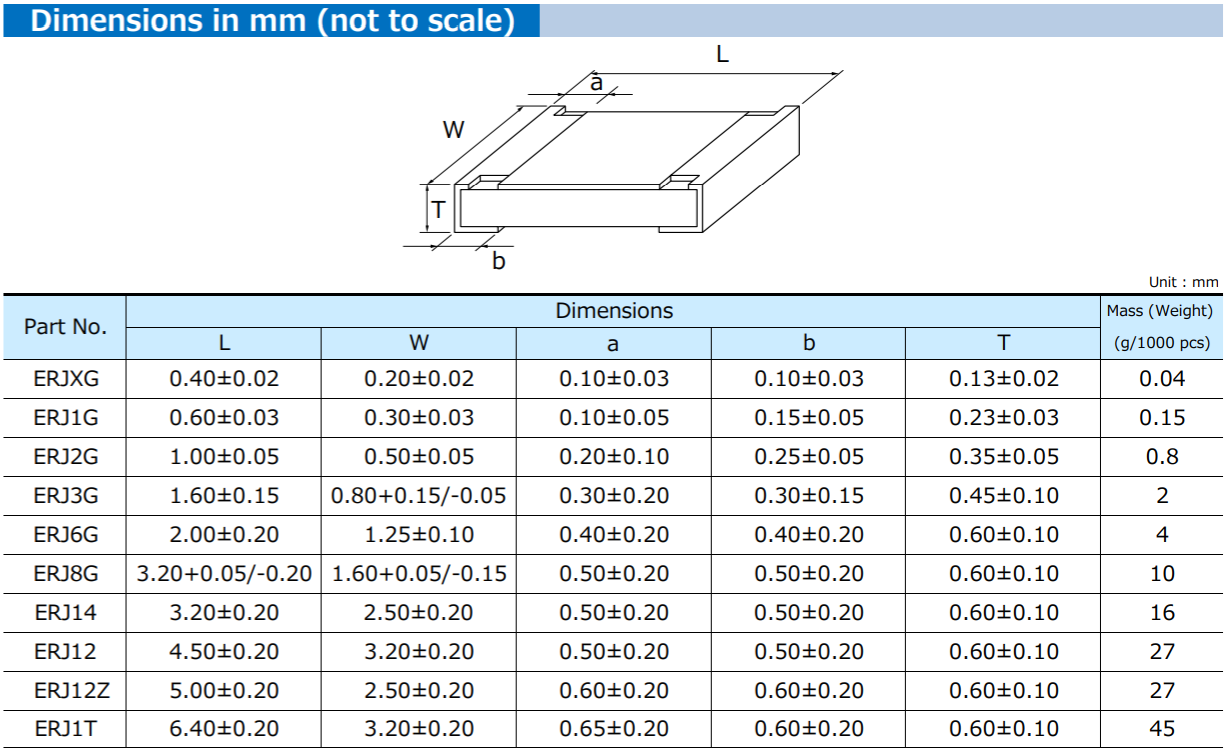 Dimensions in mm (not to scale)
L
a
W
T
b
Unit : mm
Part No. Dimensions Mass (Weight) (g/1000 pcs)
L W a b T
ERJXG 0.40±0.02 0.20±0.02 0.10±0.03 0.10±0.03 0.13±0.02 0.04
ERJ1G 0.60±0.03 0.30±0.03 0.10±0.05 0.15±0.05 0.23±0.03 0.15
ERJ2G 1.00±0.05 0.50±0.05 0.20±0.10 0.25±0.05 0.35±0.05 0.8
ERJ3G 1.60±0.15 0.80+0.15/-0.05 0.30±0.20 0.30±0.15 0.45±0.10 2
ERJ6G 2.00±0.20 1.25±0.10 0.40±0.20 0.40±0.20 0.60±0.10 4
ERJ8G 3.20+0.05/-0.20 1.60+0.05/-0.15 0.50±0.20 0.50±0.20 0.60±0.10 10
ERJ14 3.20±0.20 2.50±0.20 0.50±0.20 0.50±0.20 0.60±0.10 16
ERJ12 4.50±0.20 3.20±0.20 0.50±0.20 0.50±0.20 0.60±0.10 27
ERJ12Z 5.00±0.20 2.50±0.20 0.60±0.20 0.60±0.20 0.60±0.10 27
ERJ1T 6.40±0.20 3.20±0.20 0.65±0.20 0.60±0.20 0.60±0.10 45